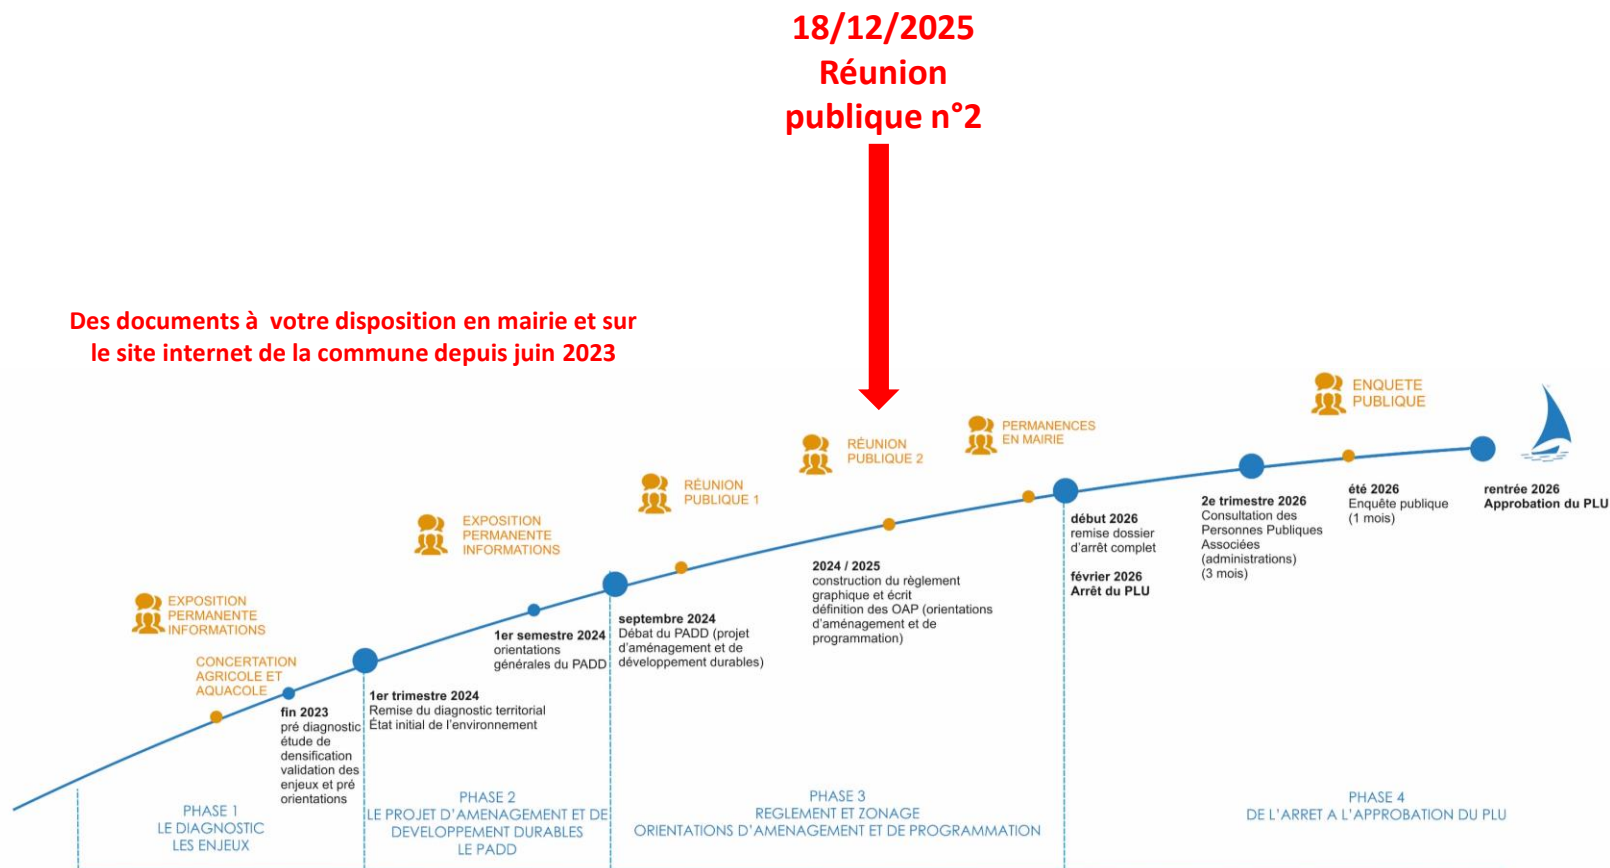 18/12/2025
Réunion
publique n°2
Des documents à  votre disposition en mairie et sur
le site internet de la commune depuis juin 2023
EXPOSITION
PERMANENTE
INFORMATIONS
CONCERTATION
AGRICOLE ET
AQUACOLE
fin 2023
pré diagnostic
étude de
densification
validation des
enjeux et pré
orientations
1er trimestre 2024
Remise du diagnostic territorial
État initial de l'environnement
EXPOSITION
PERMANENTE
INFORMATIONS
1er semestre 2024
orientations
générales du PADD
septembre 2024
Débat du PADD (projet
d'aménagement et de
développement durables)
RÉUNION
PUBLIQUE 1
RÉUNION
PUBLIQUE 2
2024 / 2025
construction du règlement
graphique et écrit
définition des OAP (orientations
d'aménagement et de
programmation)
PERMANENCES
EN MAIRIE
début 2026
remise dossier
d'arrêt complet
février 2026
Arrêt du PLU
2e trimestre 2026
Consultation des
Personnes Publiques
Associées
(administrations)
(3 mois)
ENQUETE
PUBLIQUE
été 2026
Enquête publique
(1 mois)
rentrée 2026
Approbation du PLU
PHASE 1
LE DIAGNOSTIC
LES ENJEUX
PHASE 2
LE PROJET D'AMENAGEMENT ET DE
DEVELOPPEMENT DURABLES
LE PADD
PHASE 3
REGLEMENT ET ZONAGE
ORIENTATIONS D'AMENAGEMENT ET DE PROGRAMMATION
PHASE 4
DE L'ARRET A L'APPROBATION DU PLU